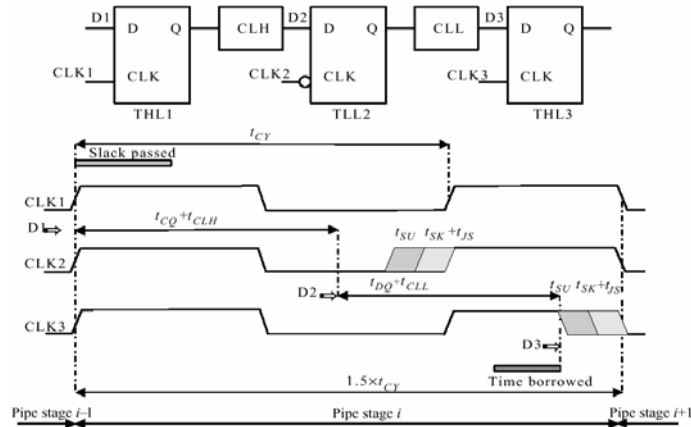 D1 D Q CLH D2 D Q CLL D3 D Q
CLK1 CLK CLK2 CLK CLK3 CLK
THL1 TLL2 THL3
tCY
Slack passed
CLK1
tCQ+tCLH
D1
tSU tSK+tJS
CLK2
D2 tDQ+tCLL tSU tSK+tJS
CLK3
D3
Time borrowed
1.5×tCY
Pipe stage i–1 Pipe stage i Pipe stage i+1